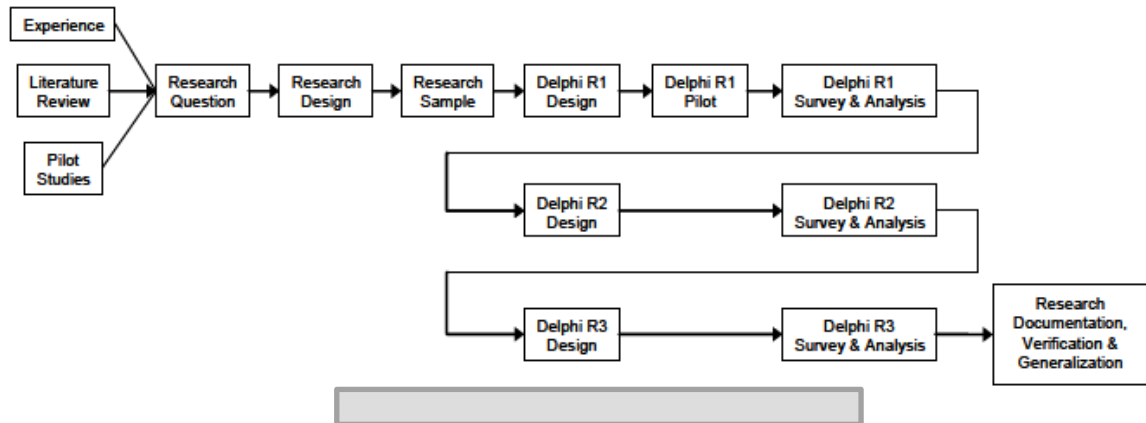 Experience
Literature
Review
Pilot
Studies
Research
Question
Research
Design
Research
Sample
Delphi R1
Design
Delphi R1
Pilot
Delphi R1
Survey & Analysis
Delphi R2
Design
Delphi R2
Survey & Analysis
Delphi R3
Design
Delphi R3
Survey & Analysis
Research
Documentation,
Verification &
Generalization